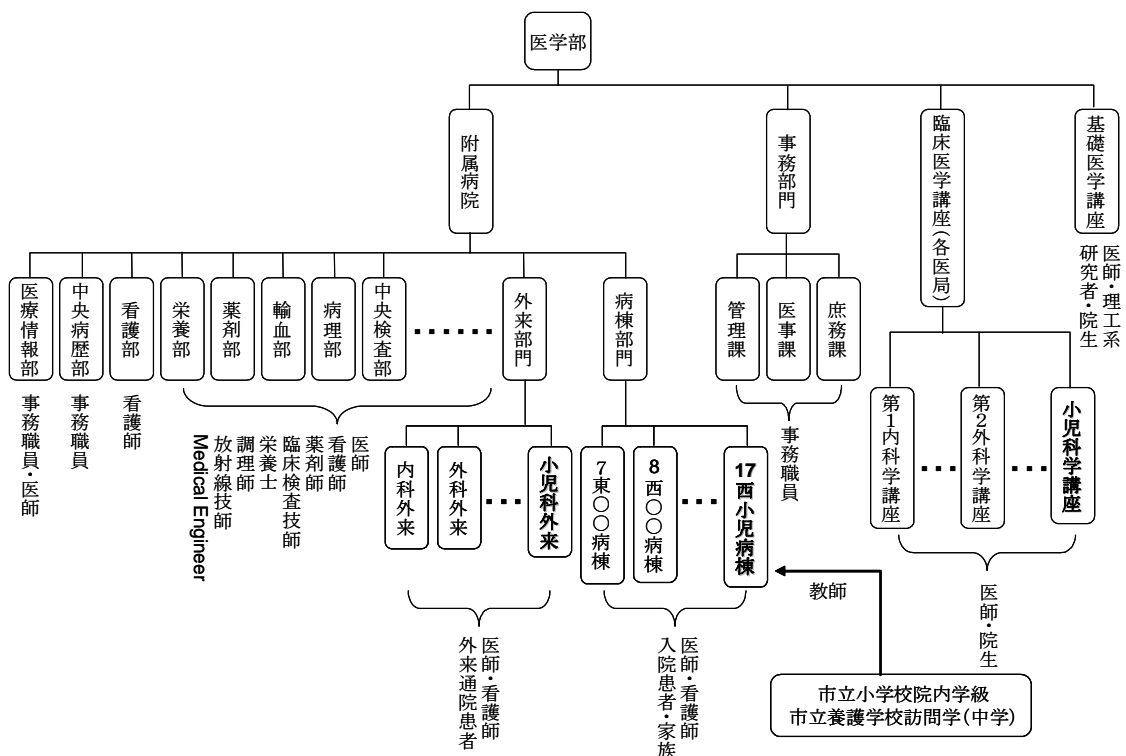 医学部
附属病院
事務部門
臨床医学講座(各医局)
基礎医学講座
医師・理工系
研究者・院生
医療情報部
中央病歴部
看護部
栄養部
薬剤部
輸血部
病理部
中央検査部
••••••
外来部門
病棟部門
管理課
医事課
庶務課
事務職員・医師
事務職員
看護師
医師
看護師
薬剤師
臨床検査技師
栄養士
調理師
放射線技師
Medical Engineer
内科外来
外科外来
•••
小児科外来
7東〇〇病棟
8西〇〇病棟
•••
17西小児病棟
事務職員
第1内科学講座
•••
第2外科学講座
•••
小児科学講座
医師・看護師
外来通院患者
医師・看護師
入院患者・家族
教師
医師・院生
市立小学校院内学級
市立養護学校訪問学(中学)